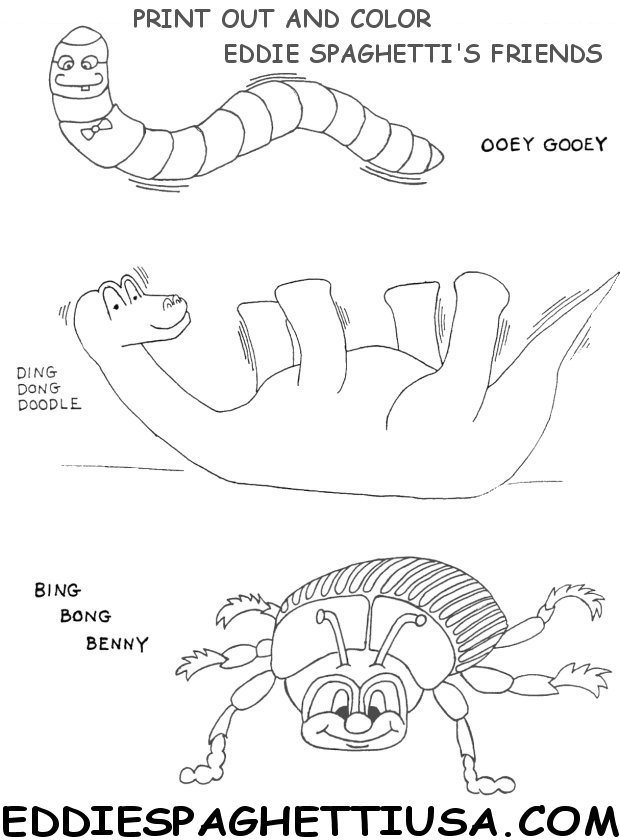 PRINT OUT AND COLOR
EDDIE SPAGHETTI'S FRIENDS
OOEY GOOEY
DING
DONG
DOODLE
BING
BONG
BENNY
EDDIESPAGHETTIUSA.COM